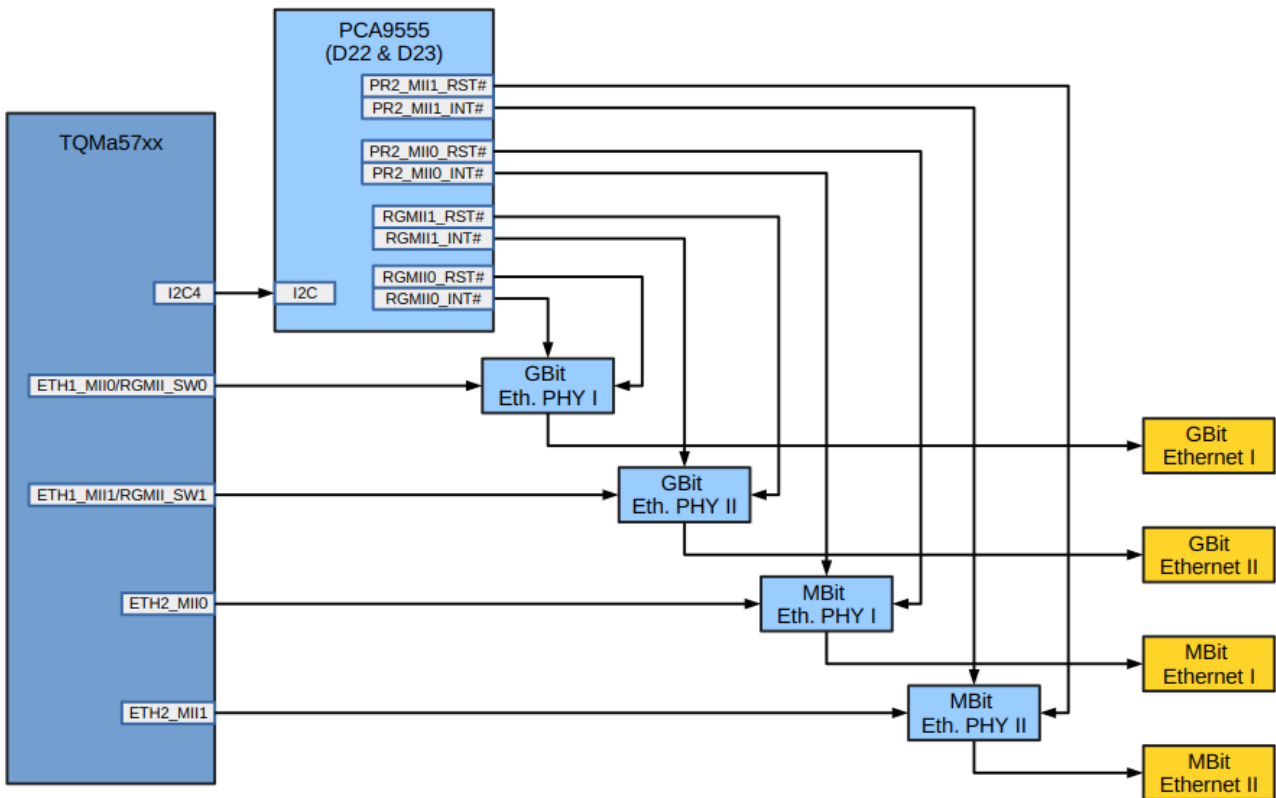 PCA9555
(D22 & D23)
PR2_MII1_RST#
PR2_MII1_INT#
TQMa57xx
PR2_MII0_RST#
PR2_MII0_INT#
RGMII1_RST#
RGMII1_INT#
RGMII0_RST#
I2C4
I2C
RGMII0_INT#
ETH1_MII0/RGMII_SW0
GBit
Eth. PHY I
GBit
Ethernet I
ETH1_MII1/RGMII_SW1
GBit
Eth. PHY II
GBit
Ethernet II
ETH2_MII0
MBit
Eth. PHY I
MBit
Ethernet I
ETH2_MII1
MBit
Eth. PHY II
MBit
Ethernet II